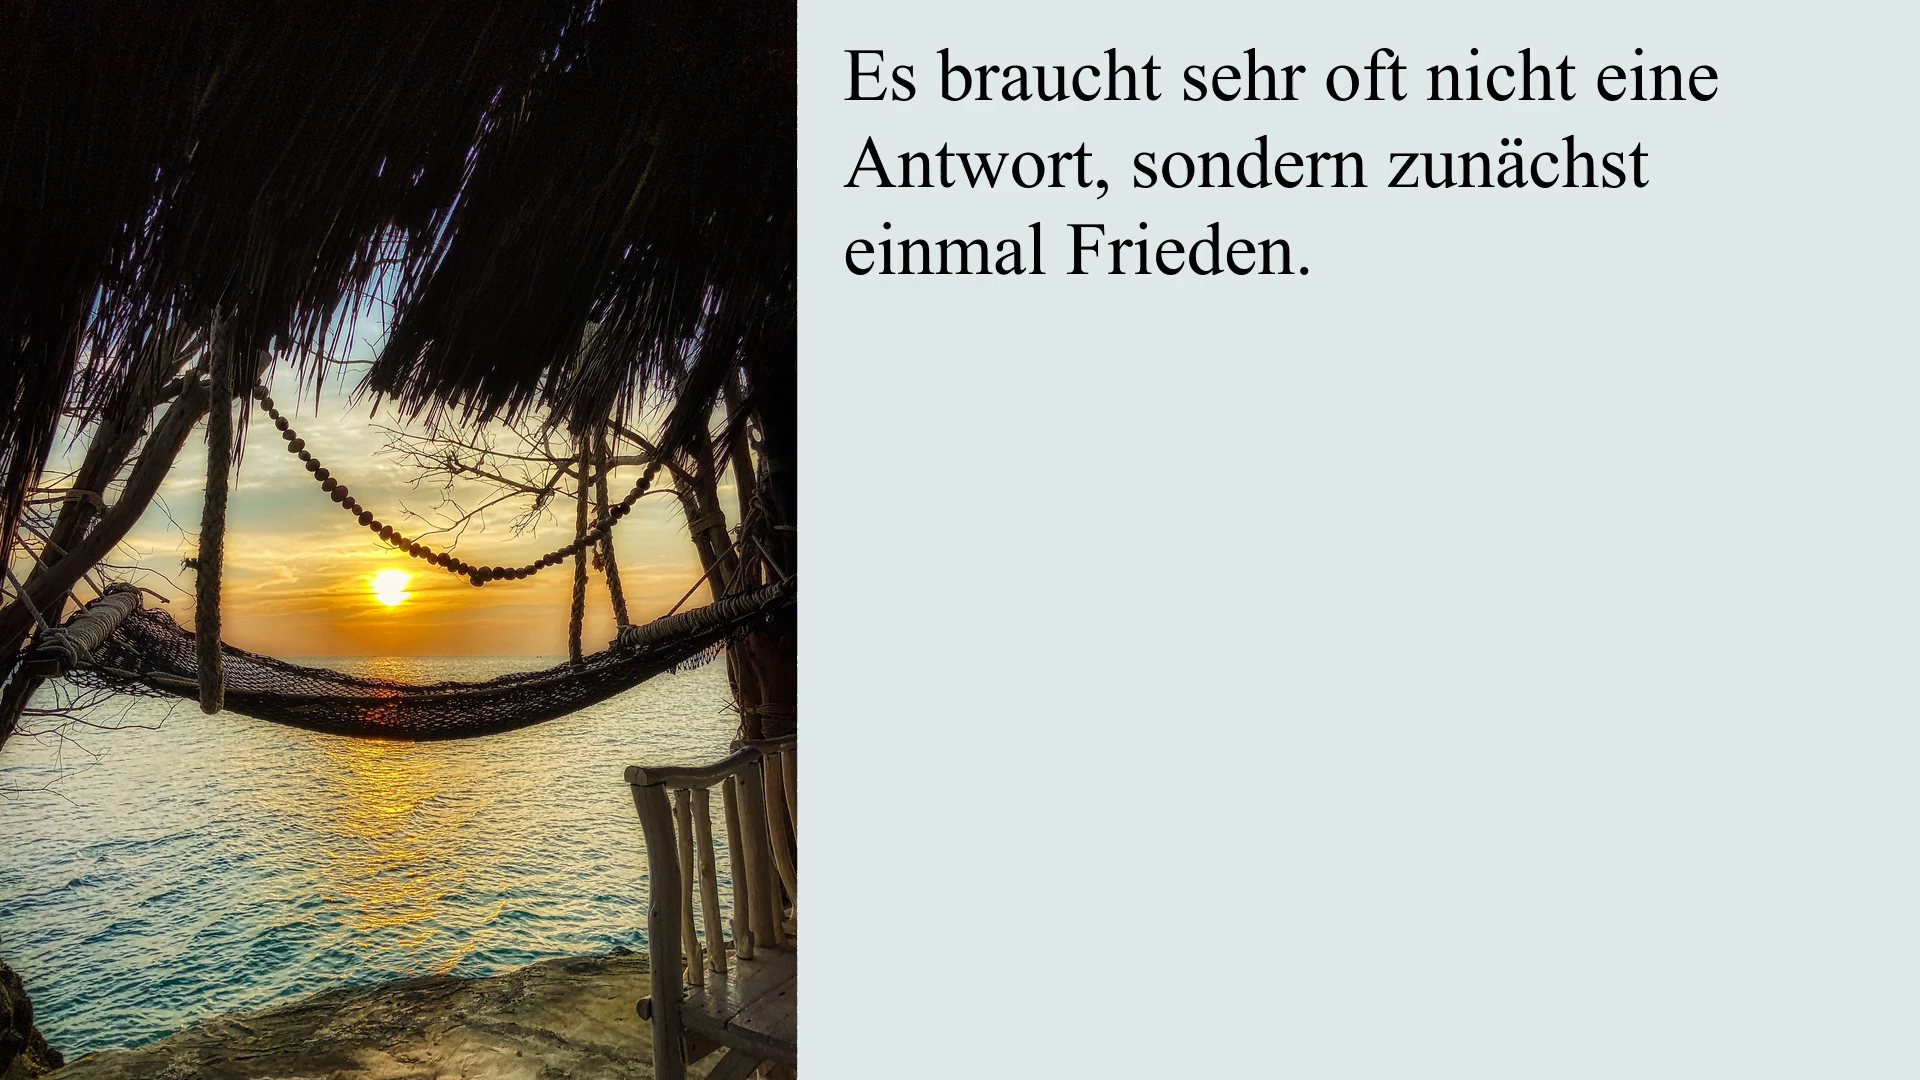 Es braucht sehr oft nicht eine
Antwort, sondern zunächst
einmal Frieden.